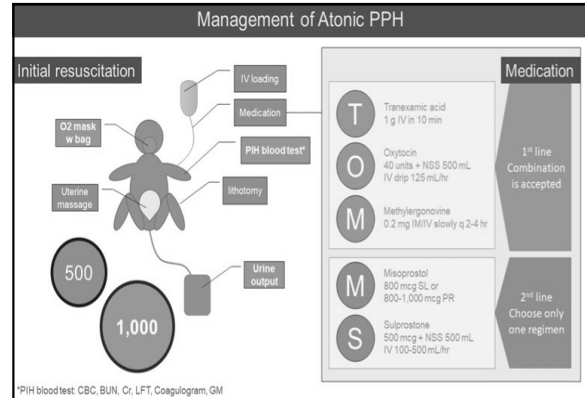 Management of Atonic PPH
Initial resuscitation
IV loading
Medication
O2 mask
w bag
PIH blood test*
Uterine
massage
lithotomy
Urine
output
500
1,000
*PIH blood test: CBC, BUN, Cr, LFT, Coagulogram, GM
Medication
T
Tranexamic acid
1 g IV in 10 min
O
Oxytocin
40 units + NSS 500 mL
IV drip 125 mL/hr
M
Methylergonovine
0.2 mg IM/IV slowly q 2-4 hr
1st line
Combination
is accepted
M
Misoprostol
800 mcg SL or
800-1,000 mcg PR
S
Sulprostone
500 mcg + NSS 500 mL
IV 100-500 mL/hr
2nd line
Choose only
one regimen